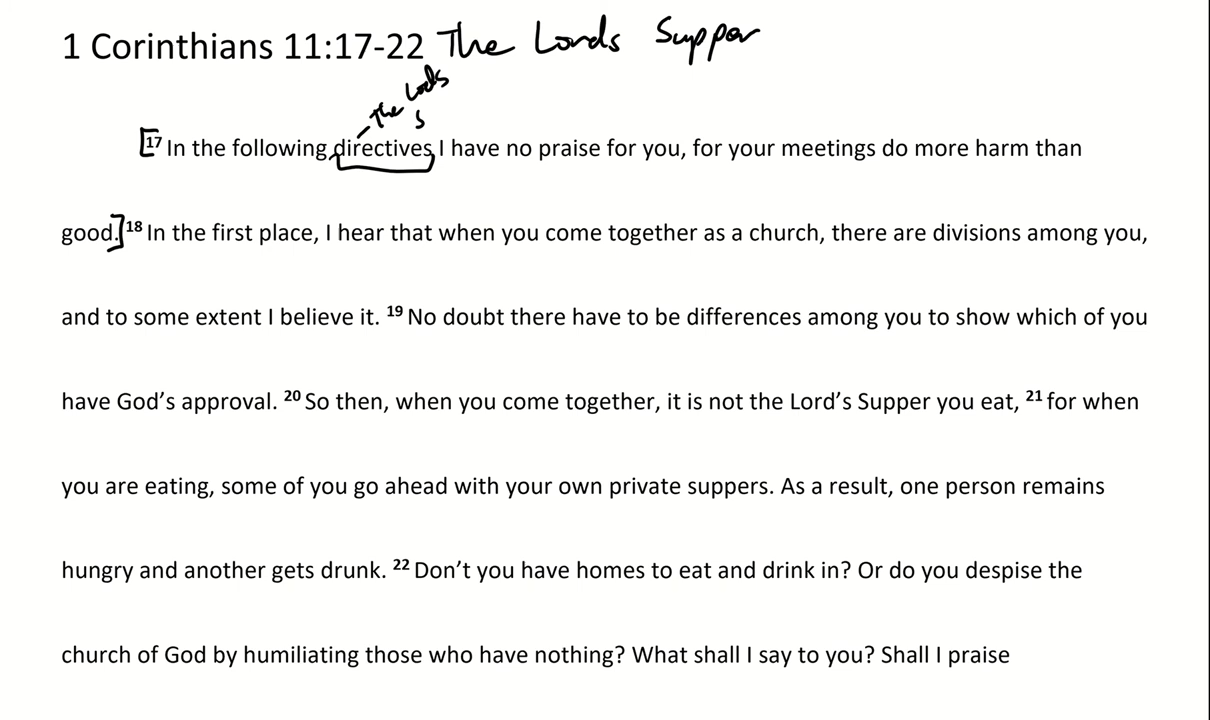 1 Corinthians 11:17-22 The Lords Supper
The Lords
S
[17 In the following directives I have no praise for you, for your meetings do more harm than
good.] 18 In the first place, I hear that when you come together as a church, there are divisions among you,
and to some extent I believe it. 19 No doubt there have to be differences among you to show which of you
have God’s approval. 20 So then, when you come together, it is not the Lord’s Supper you eat, 21 for when
you are eating, some of you go ahead with your own private suppers. As a result, one person remains
hungry and another gets drunk. 22 Don’t you have homes to eat and drink in? Or do you despise the
church of God by humiliating those who have nothing? What shall I say to you? Shall I praise